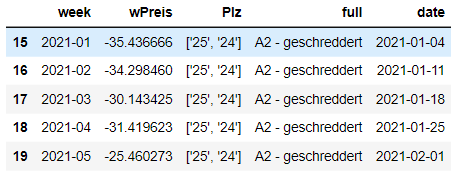 week wPreis Plz full date
15 2021-01 -35.436666 ['25', '24'] A2 - geschreddert 2021-01-04
16 2021-02 -34.298460 ['25', '24'] A2 - geschreddert 2021-01-11
17 2021-03 -30.143425 ['25', '24'] A2 - geschreddert 2021-01-18
18 2021-04 -31.419623 ['25', '24'] A2 - geschreddert 2021-01-25
19 2021-05 -25.460273 ['25', '24'] A2 - geschreddert 2021-02-01